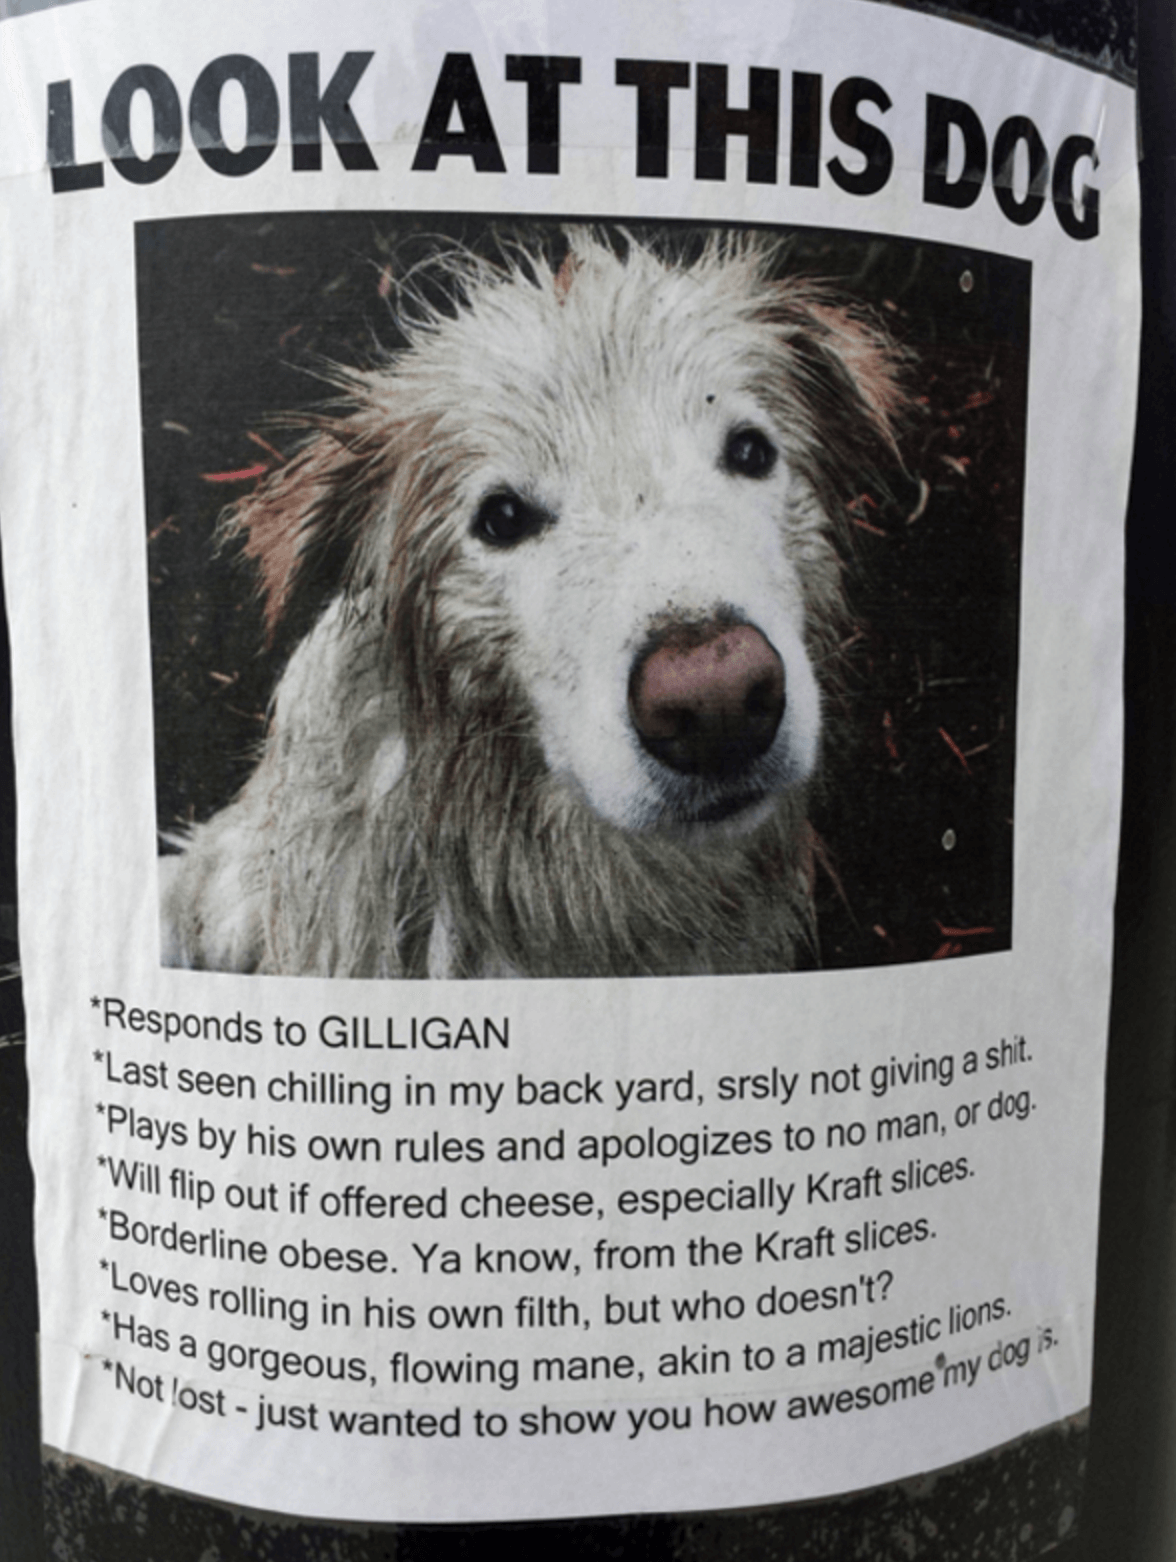 LOOK AT THIS DOG
*Responds to GILLIGAN
*Last seen chilling in my back yard, srsly not giving a shit.
*Plays by his own rules and apologizes to no man, or dog.
*Will flip out if offered cheese, especially Kraft slices.
*Borderline obese. Ya know, from the Kraft slices.
*Loves rolling in his own filth, but who doesn't?
*Has a gorgeous, flowing mane, akin to a majestic lions.
*Not lost - just wanted to show you how awesome my dog is.